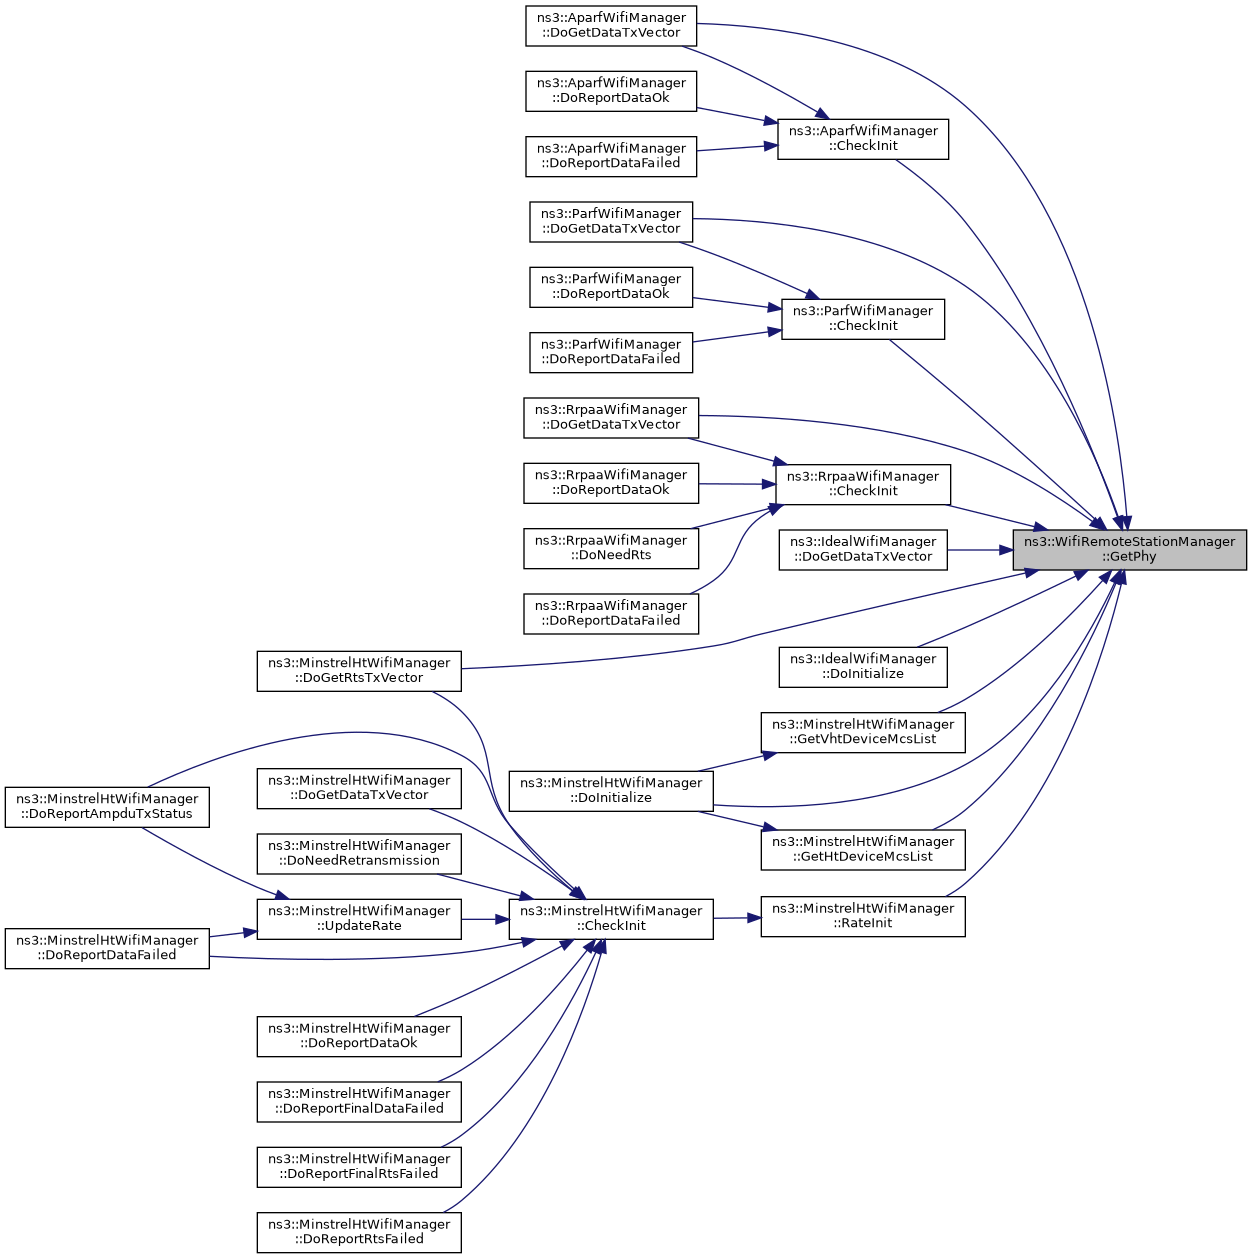 ns3::AparfWifiManager
::DoGetDataTxVector
ns3::AparfWifiManager
::DoReportDataOk
ns3::AparfWifiManager
::CheckInit
ns3::AparfWifiManager
::DoReportDataFailed
ns3::ParfWifiManager
::DoGetDataTxVector
ns3::ParfWifiManager
::DoReportDataOk
ns3::ParfWifiManager
::CheckInit
ns3::ParfWifiManager
::DoReportDataFailed
ns3::RrpaaWifiManager
::DoGetDataTxVector
ns3::RrpaaWifiManager
::DoReportDataOk
ns3::RrpaaWifiManager
::CheckInit
ns3::RrpaaWifiManager
::DoNeedRts
ns3::IdealWifiManager
::DoGetDataTxVector
ns3::WifiRemoteStationManager
::GetPhy
ns3::RrpaaWifiManager
::DoReportDataFailed
ns3::MinstrelHtWifiManager
::DoGetRtsTxVector
ns3::IdealWifiManager
::DoInitialize
ns3::MinstrelHtWifiManager
::GetVhtDeviceMcsList
ns3::MinstrelHtWifiManager
::DoReportAmpduTxStatus
ns3::MinstrelHtWifiManager
::DoGetDataTxVector
ns3::MinstrelHtWifiManager
::DoInitialize
ns3::MinstrelHtWifiManager
::DoNeedRetransmission
ns3::MinstrelHtWifiManager
::GetHtDeviceMcsList
ns3::MinstrelHtWifiManager
::UpdateRate
ns3::MinstrelHtWifiManager
::CheckInit
ns3::MinstrelHtWifiManager
::RateInit
ns3::MinstrelHtWifiManager
::DoReportDataFailed
ns3::MinstrelHtWifiManager
::DoReportDataOk
ns3::MinstrelHtWifiManager
::DoReportFinalDataFailed
ns3::MinstrelHtWifiManager
::DoReportFinalRtsFailed
ns3::MinstrelHtWifiManager
::DoReportRtsFailed